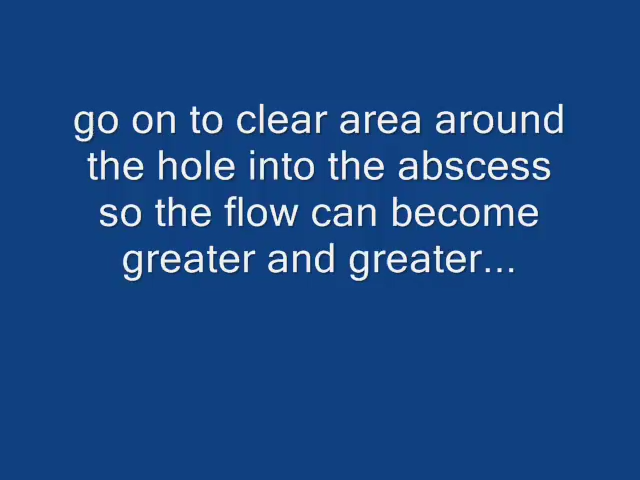 go on to clear area around
the hole into the abscess
so the flow can become
greater and greater...